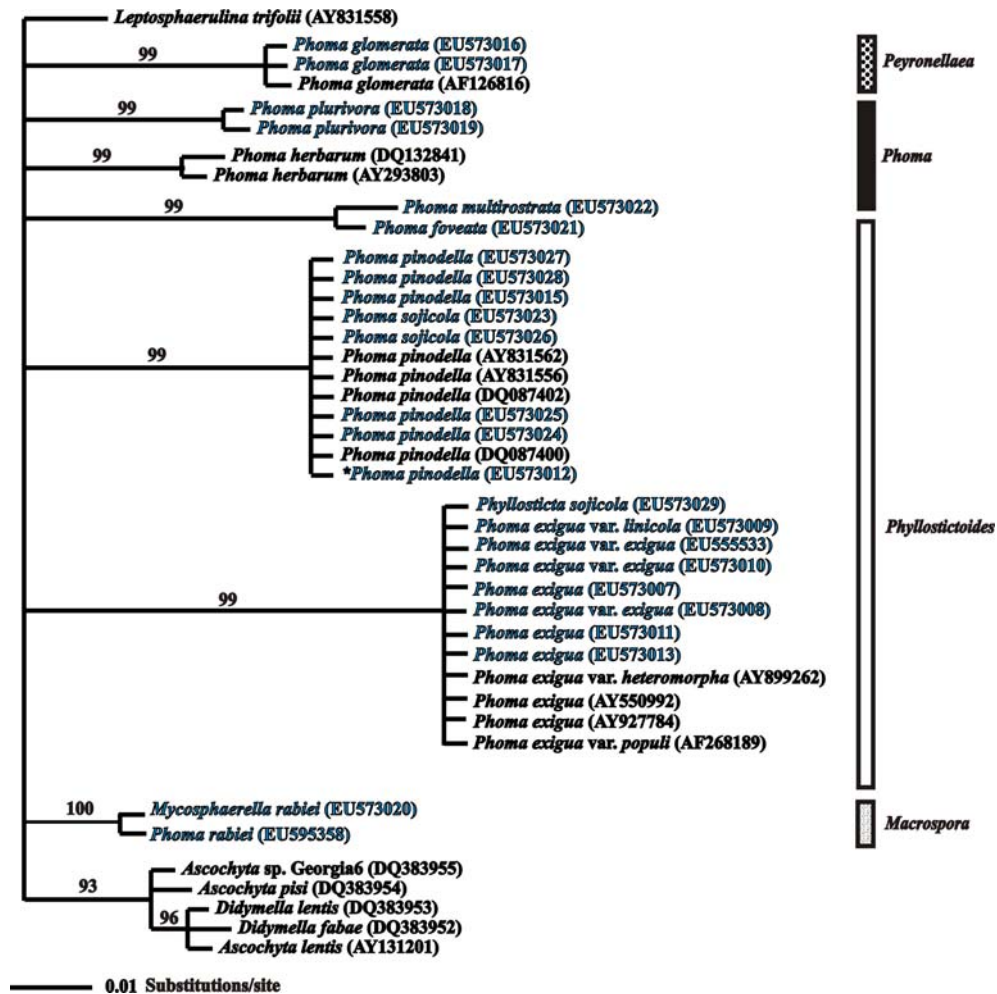 Leptosphaerulina trifolii (AY831558)
99
Phoma glomerata (EU573016)
Phoma glomerata (EU573017)
Phoma glomerata (AF126816)
Peyronellaea
99
Phoma plurivora (EU573018)
Phoma plurivora (EU573019)
99
Phoma herbarum (DQ132841)
Phoma herbarum (AY293803)
Phoma
99
Phoma multirostrata (EU573022)
Phoma foveata (EU573021)
Phoma pinodella (EU573027)
Phoma pinodella (EU573028)
Phoma pinodella (EU573015)
Phoma sojicola (EU573023)
Phoma sojicola (EU573026)
99
Phoma pinodella (AY831562)
Phoma pinodella (AY831556)
Phoma pinodella (DQ087402)
Phoma pinodella (EU573025)
Phoma pinodella (EU573024)
Phoma pinodella (DQ087400)
*Phoma pinodella (EU573012)
Phyllosticta sojicola (EU573029)
Phoma exigua var. linicola (EU573009)
Phyllostictoides
Phoma exigua var. exigua (EU555533)
Phoma exigua var. exigua (EU573010)
Phoma exigua (EU573007)
99
Phoma exigua var. exigua (EU573008)
Phoma exigua (EU573011)
Phoma exigua (EU573013)
Phoma exigua var. heteromorpha (AY899262)
Phoma exigua (AY550992)
Phoma exigua (AY927784)
Phoma exigua var. populi (AF268189)
100
Mycosphaerella rabiei (EU573020)
Phoma rabiei (EU595358)
Macrospora
93
Ascochyta sp. Georgia6 (DQ383955)
Ascochyta pisi (DQ383954)
96
Didymella lentis (DQ383953)
Didymella fabae (DQ383952)
Ascochyta lentis (AY131201)
0.01 Substitutions/site